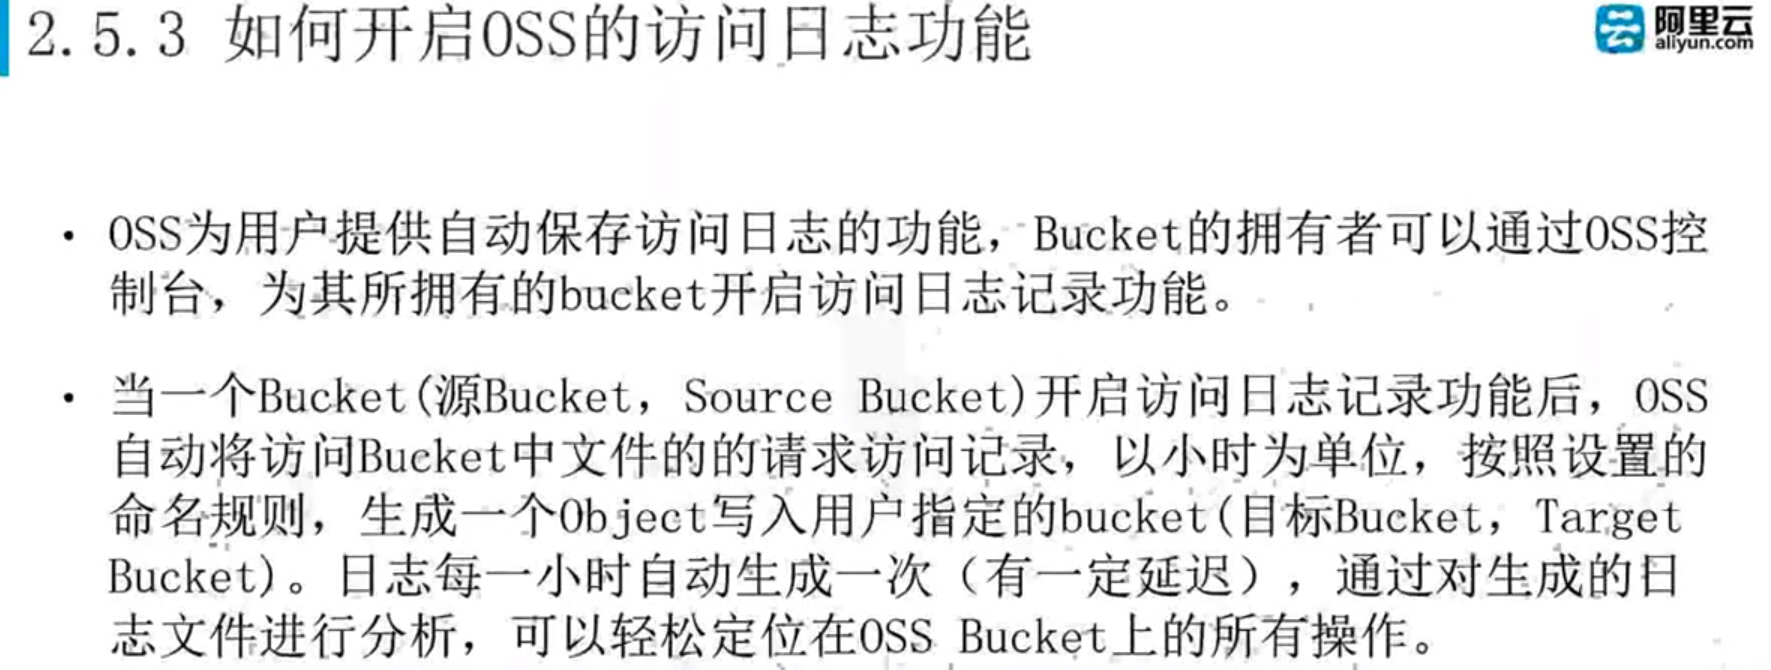 2.5.3 如何开启OSS的访问日志功能
阿里云
aliyun.com
• OSS为用户提供自动保存访问日志的功能，Bucket的拥有者可以通过OSS控
制台，为其所拥有的bucket开启访问日志记录功能。
• 当一个Bucket(源Bucket，Source Bucket)开启访问日志记录功能后，OSS
自动将访问Bucket中文件的的请求访问记录，以小时为单位，按照设置的
命名规则，生成一个Object写入用户指定的bucket(目标Bucket，Target
Bucket)。日志每一小时自动生成一次（有一定延迟），通过对生成的日
志文件进行分析，可以轻松定位在OSS Bucket上的所有操作。